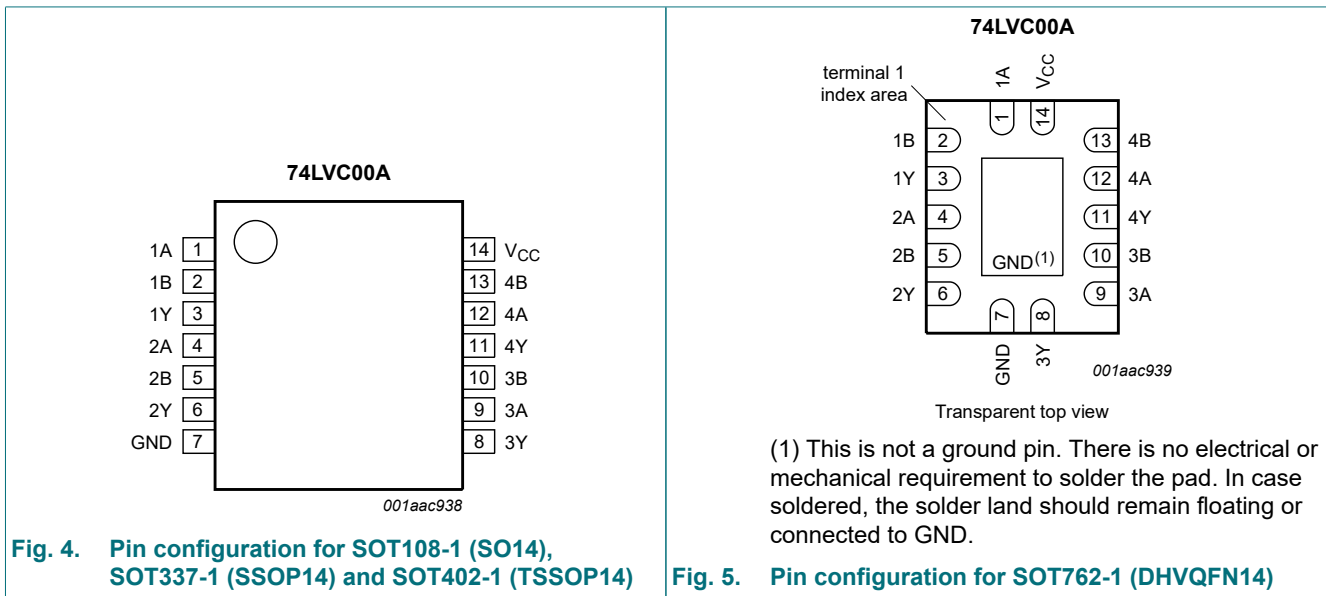 74LVC00A
1A 1 14 VCC
1B 2 13 4B
1Y 3 12 4A
2A 4 11 4Y
2B 5 10 3B
2Y 6 9 3A
GND 7 8 3Y
001aac938
Fig. 4. Pin configuration for SOT108-1 (SO14),
SOT337-1 (SSOP14) and SOT402-1 (TSSOP14)
74LVC00A
terminal 1
index area
1A VCC
1 14
1B 2 13 4B
1Y 3 12 4A
2A 4 11 4Y
2B 5 10 3B
GND(1)
2Y 6 9 3A
7 8
GND 3Y
001aac939
Transparent top view
(1) This is not a ground pin. There is no electrical or
mechanical requirement to solder the pad. In case
soldered, the solder land should remain floating or
connected to GND.
Fig. 5. Pin configuration for SOT762-1 (DHVQFN14)